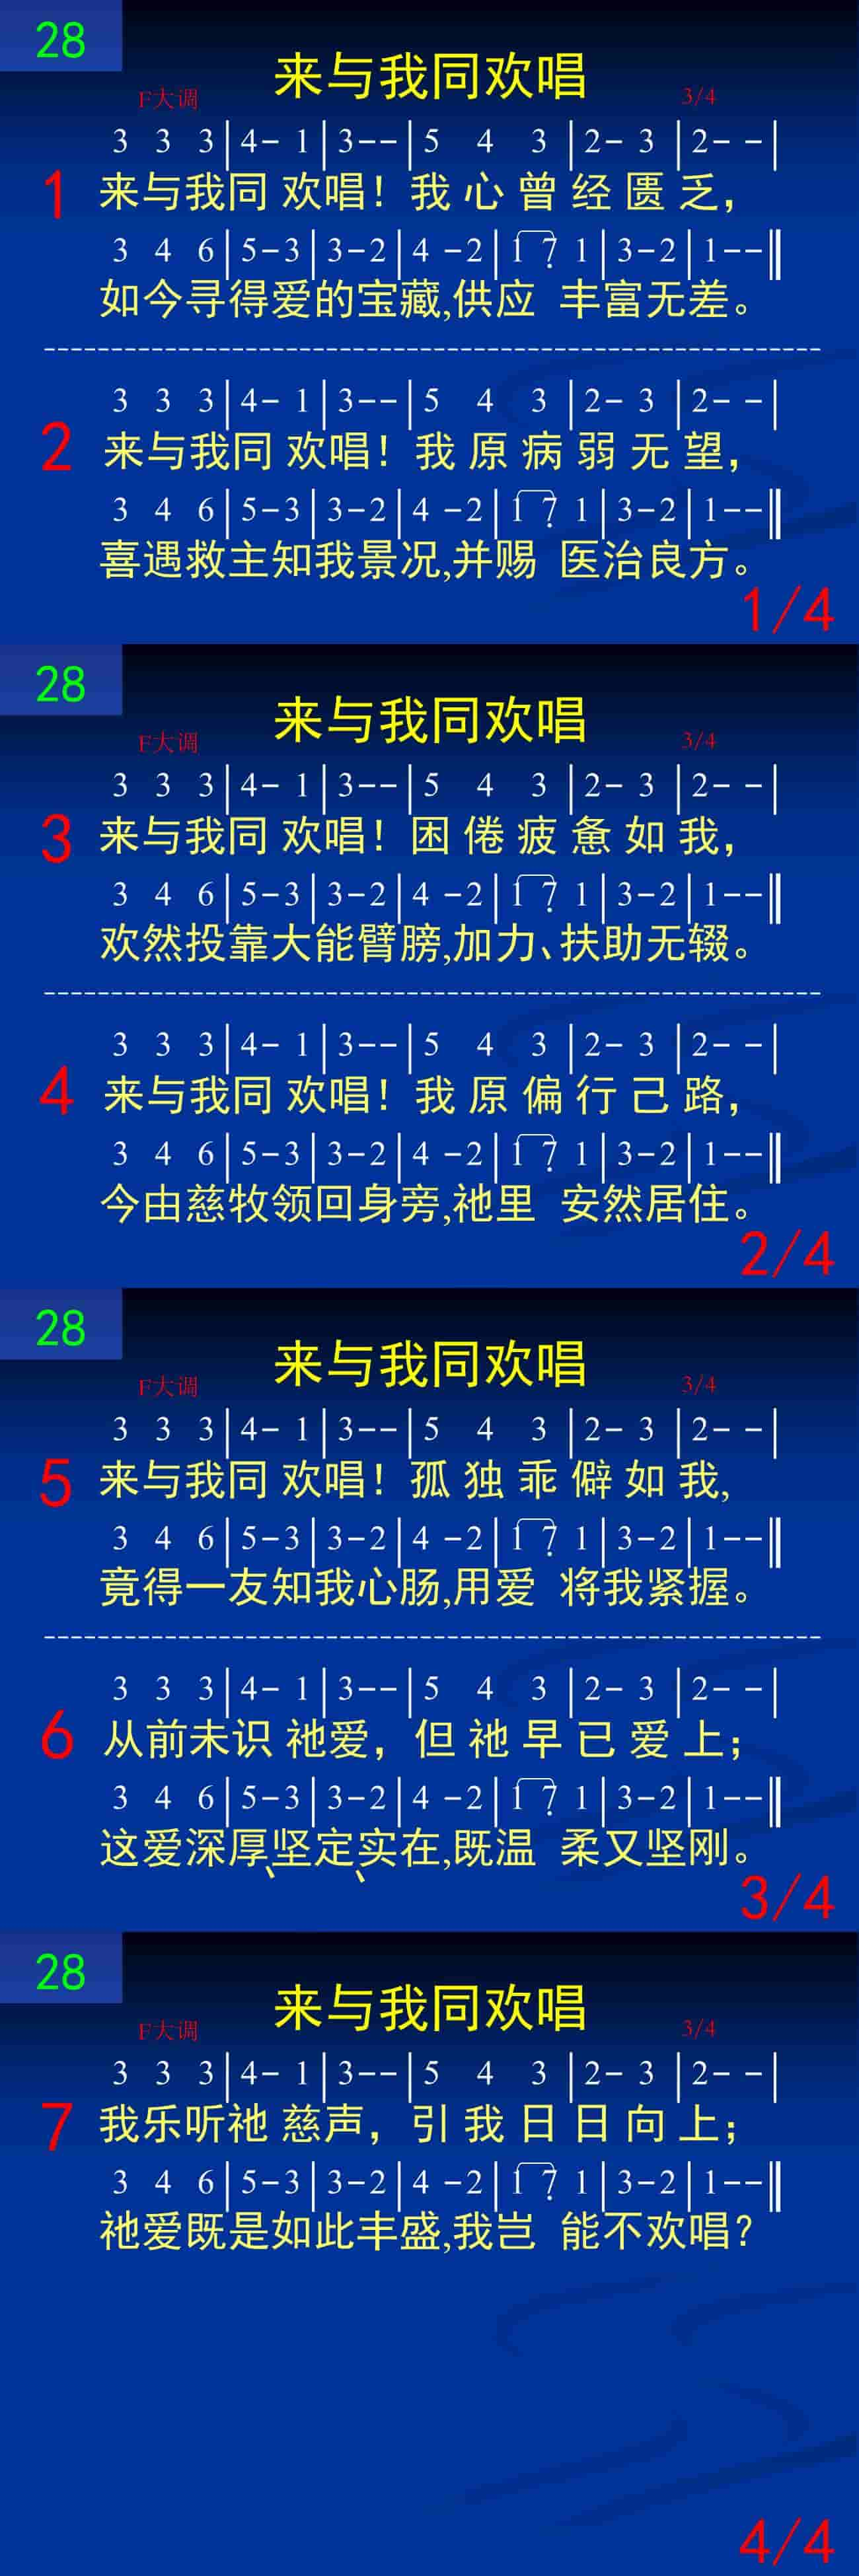 28
来与我同欢唱
F大调 3/4
3 3 3|4- 1|3--|5 4 3|2- 3|2- -|
1 来与我同 欢唱！我心曾经匮乏，
3 4 6|5-3|3-2|4 -2|1 7̣ 1|3-2|1--‖
如今寻得爱的宝藏,供应 丰富无差。
3 3 3|4- 1|3--|5 4 3|2- 3|2- -|
2 来与我同 欢唱！我原病弱无望，
3 4 6|5-3|3-2|4 -2|1 7̣ 1|3-2|1--‖
喜遇救主知我景况,并赐 医治良方。
1/4
28
来与我同欢唱
F大调 3/4
3 3 3|4- 1|3--|5 4 3|2- 3|2- -|
3 来与我同 欢唱！困倦疲惫如我，
3 4 6|5-3|3-2|4 -2|1 7̣ 1|3-2|1--‖
欢然投靠大能臂膀,加力、扶助无辍。
3 3 3|4- 1|3--|5 4 3|2- 3|2- -|
4 来与我同 欢唱！我原偏行己路，
3 4 6|5-3|3-2|4 -2|1 7̣ 1|3-2|1--‖
今由慈牧领回身旁,祂里 安然居住。
2/4
28
来与我同欢唱
F大调 3/4
3 3 3|4- 1|3--|5 4 3|2- 3|2- -|
5 来与我同 欢唱！孤独乖僻如我,
3 4 6|5-3|3-2|4 -2|1 7̣ 1|3-2|1--‖
竟得一友知我心肠,用爱 将我紧握。
3 3 3|4- 1|3--|5 4 3|2- 3|2- -|
6 从前未识 祂爱，但祂早已爱上；
3 4 6|5-3|3-2|4 -2|1 7̣ 1|3-2|1--‖
这爱深厚、坚定、实在,既温 柔又坚刚。
3/4
28
来与我同欢唱
F大调 3/4
3 3 3|4- 1|3--|5 4 3|2- 3|2- -|
7 我乐听祂 慈声，引我日日向上；
3 4 6|5-3|3-2|4 -2|1 7̣ 1|3-2|1--‖
祂爱既是如此丰盛,我岂 能不欢唱？
4/4